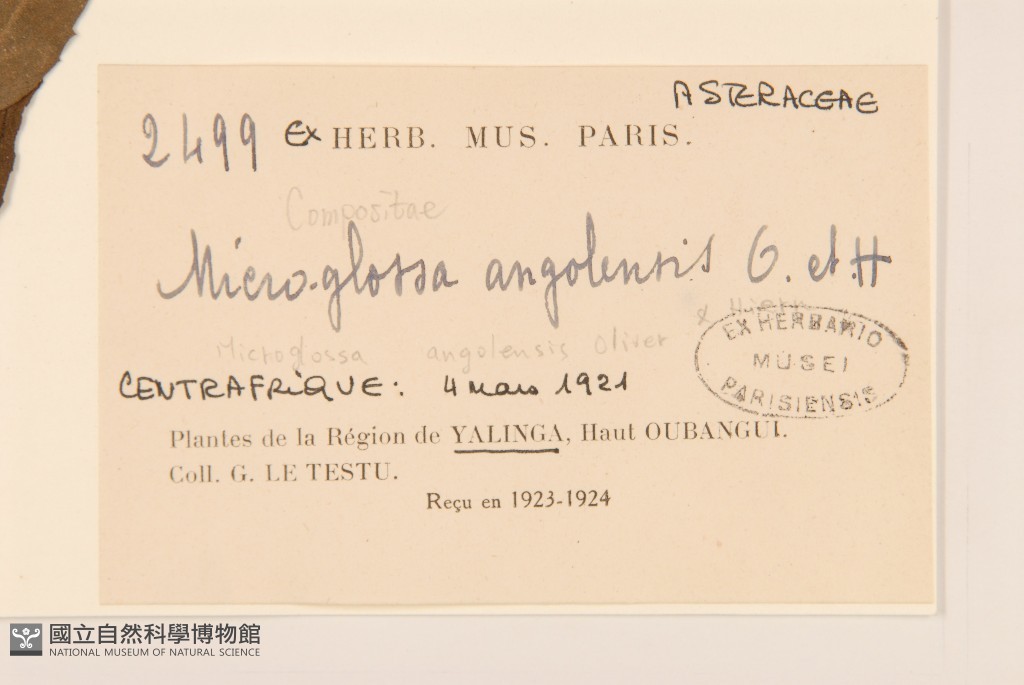 ASTERACEAE
2499 EX HERB. MUS. PARIS.
Compositae
Microglossa angolensis O. et H
Microglossa angolensis Oliver & Hiern
EX HERBARIO
MUSEI
PARISIENSIS
CENTRAFRIQUE: 4 mars 1921
Plantes de la Région de YALINGA, Haut OUBANGUI.
Coll. G. LE TESTU.
Reçu en 1923-1924
國立自然科學博物館
NATIONAL MUSEUM OF NATURAL SCIENCE